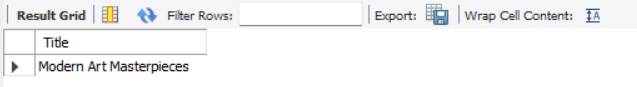 Result Grid Filter Rows: Export: Wrap Cell Content:
Title
Modern Art Masterpieces